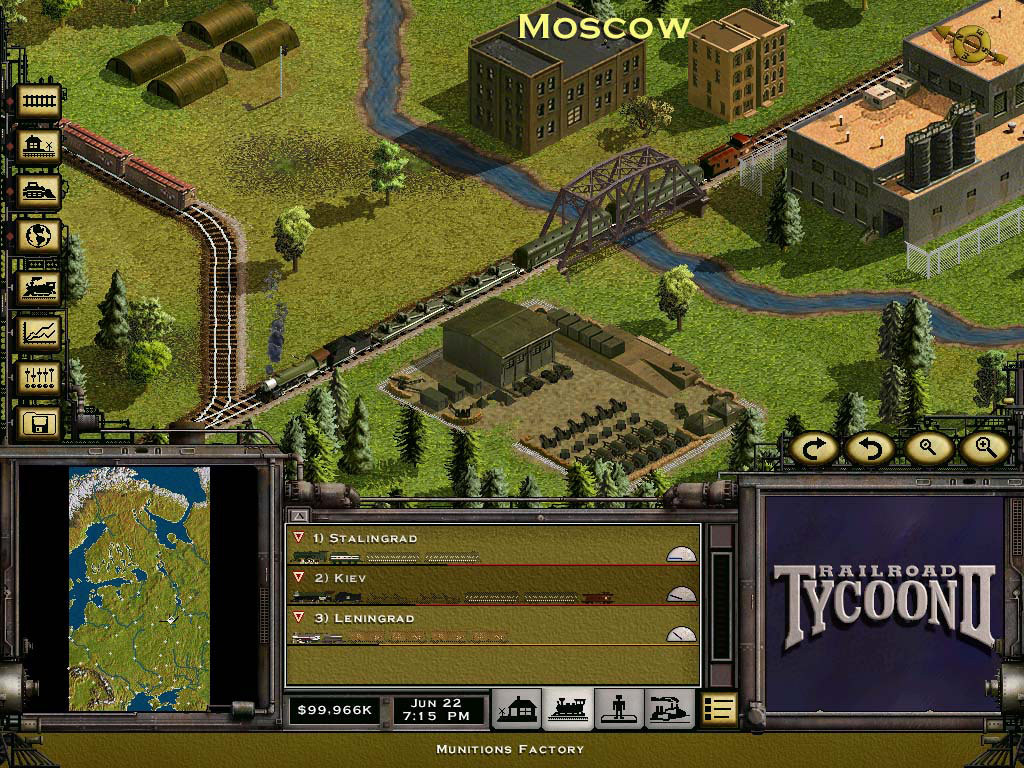 Moscow
1) Stalingrad
2) Kiev
3) Leningrad
Railroad
Tycoon II
$99,966K
Jun 22
7:15 PM
Munitions Factory